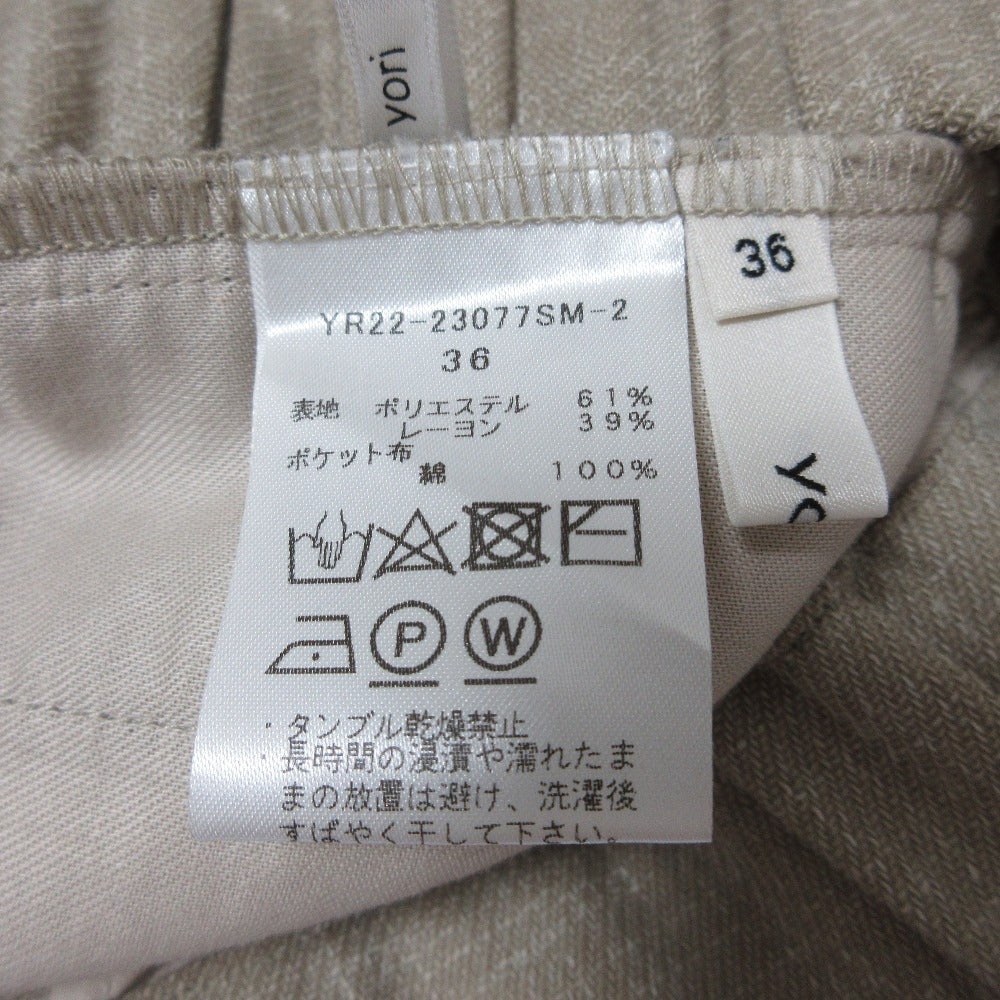 yori
YR22-23077SM-2
36
表地 ポリエステル 61%
レーヨン 39%
ポケット布
綿 100%
P W
・タンブル乾燥禁止
・長時間の浸漬や濡れたま
まの放置は避け、洗濯後
すばやく干して下さい。
36
yo